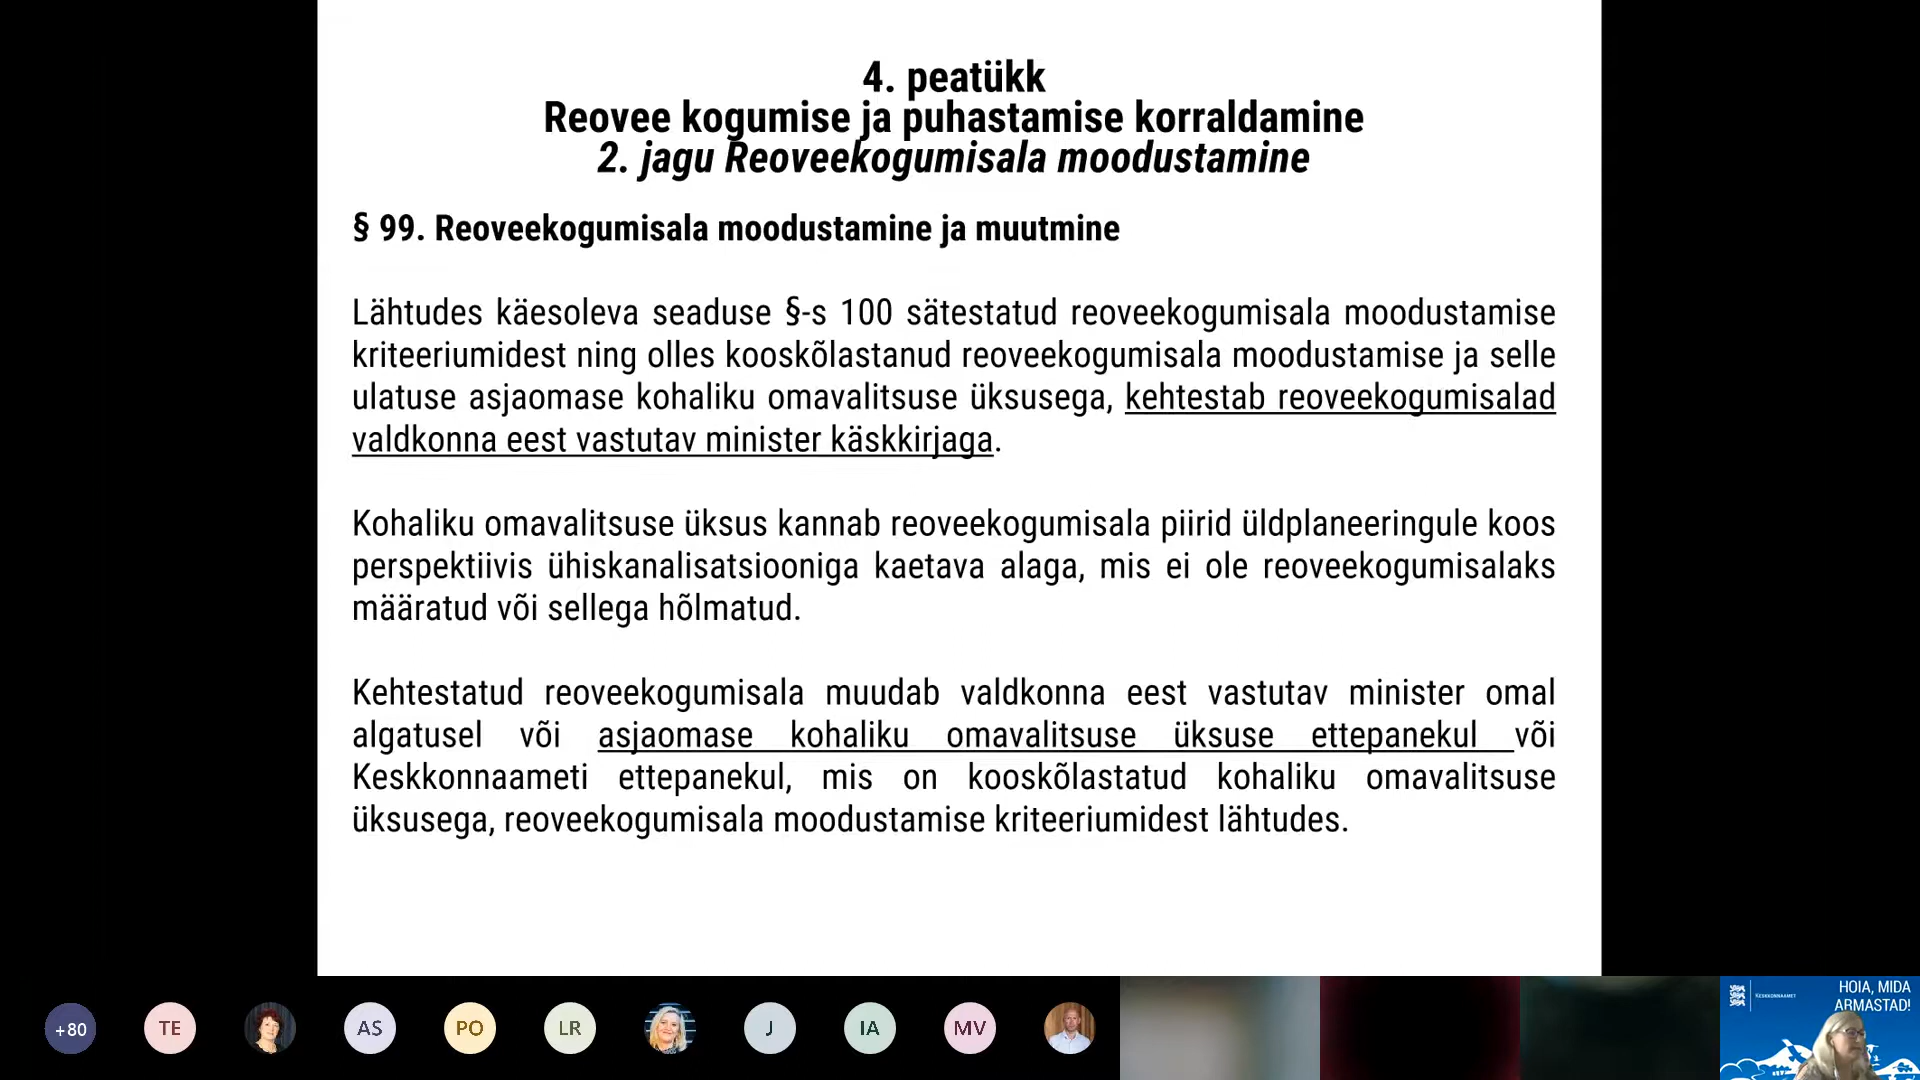 4. peatükk
Reovee kogumise ja puhastamise korraldamine
2. jagu Reoveekogumisala moodustamine
§ 99. Reoveekogumisala moodustamine ja muutmine
Lähtudes käesoleva seaduse §-s 100 sätestatud reoveekogumisala moodustamise
kriteeriumidest ning olles kooskõlastanud reoveekogumisala moodustamise ja selle
ulatuse asjaomase kohaliku omavalitsuse üksusega, kehtestab reoveekogumisalad
valdkonna eest vastutav minister käskkirjaga.
Kohaliku omavalitsuse üksus kannab reoveekogumisala piirid üldplaneeringule koos
perspektiivis ühiskanalisatsiooniga kaetava alaga, mis ei ole reoveekogumisalaks
määratud või sellega hõlmatud.
Kehtestatud reoveekogumisala muudab valdkonna eest vastutav minister omal
algatusel või asjaomase kohaliku omavalitsuse üksuse ettepanekul või
Keskkonnaameti ettepanekul, mis on kooskõlastatud kohaliku omavalitsuse
üksusega, reoveekogumisala moodustamise kriteeriumidest lähtudes.
+80
TE
AS
PO
LR
J
IA
MV
KESKKONNAAMET
HOIA, MIDA
ARMASTAD!